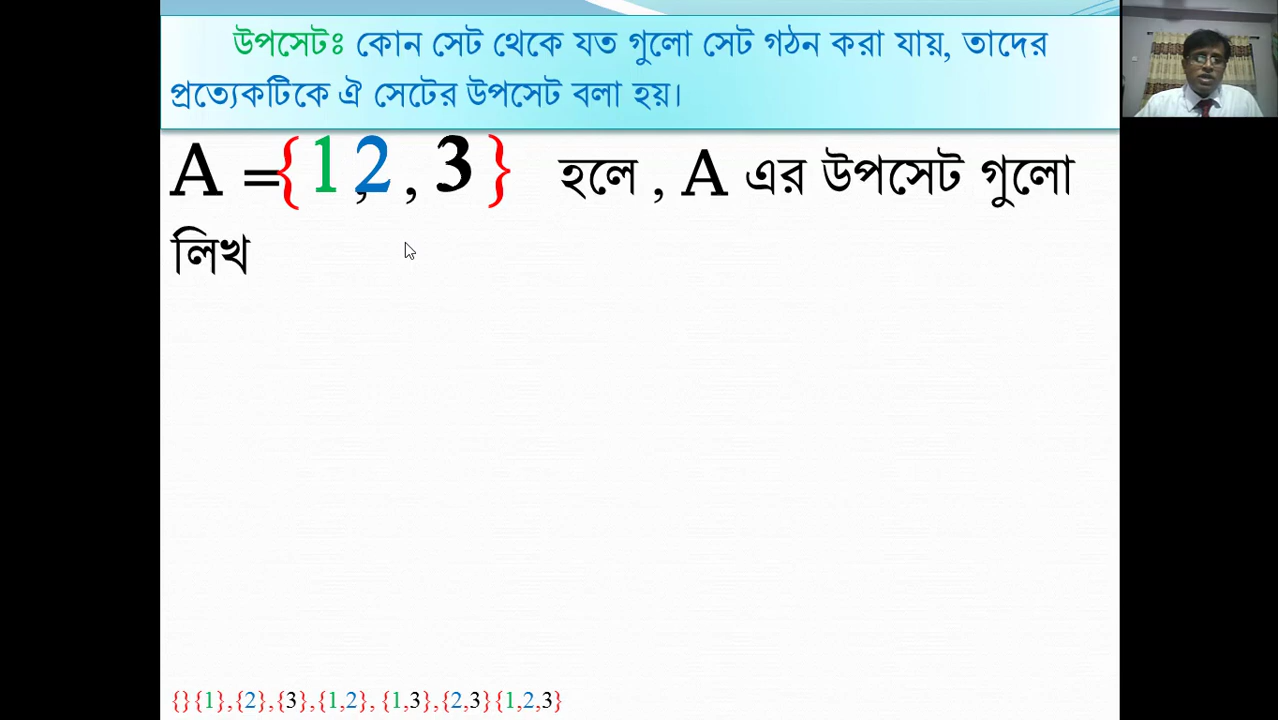 উপসেটঃ কোন সেট থেকে যত গুলো সেট গঠন করা যায়, তাদের
প্রত্যেকটিকে ঐ সেটের উপসেট বলা হয়।
A ={ 1 , 2 , 3 } হলে , A এর উপসেট গুলো
লিখ
{}{1},{2},{3},{1,2}, {1,3},{2,3}{1,2,3}